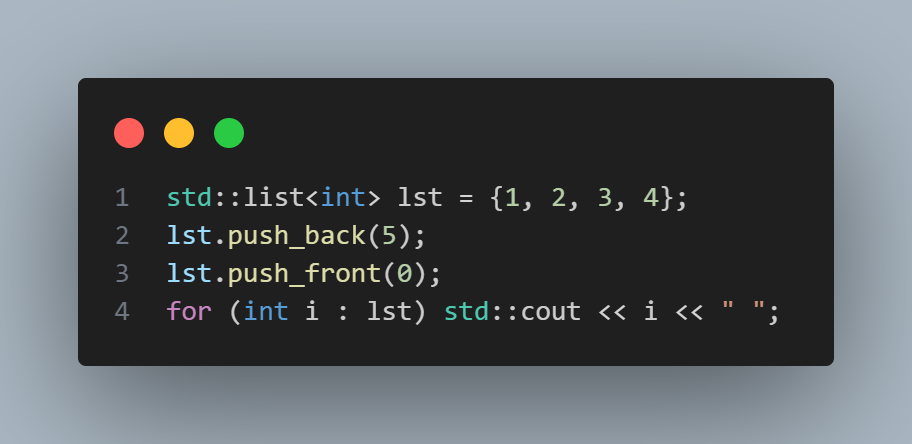 1 std::list<int> lst = {1, 2, 3, 4};
2 lst.push_back(5);
3 lst.push_front(0);
4 for (int i : lst) std::cout << i << " ";